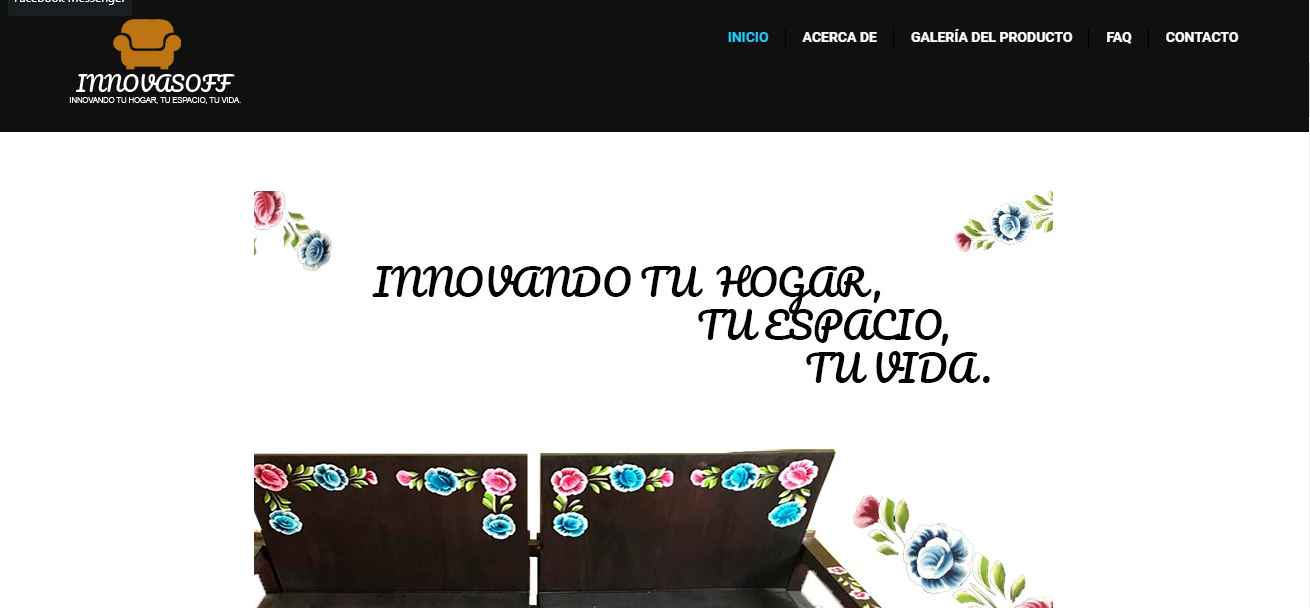 Facebook Messenger
INNOVASOFF
INNOVANDO TU HOGAR, TU ESPACIO, TU VIDA.
INICIO
ACERCA DE
GALERÍA DEL PRODUCTO
FAQ
CONTACTO
INNOVANDO TU HOGAR,
TU ESPACIO,
TU VIDA.